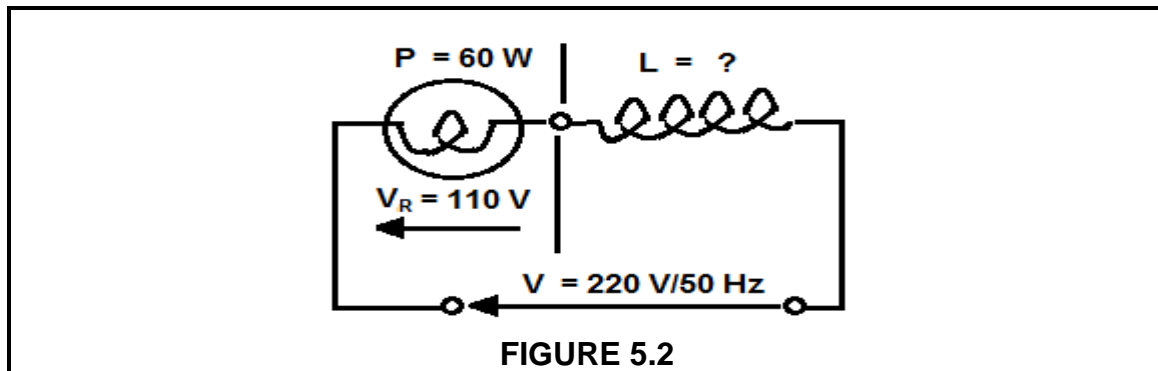 P = 60 W L = ?
V_R = 110 V
V = 220 V/50 Hz
FIGURE 5.2